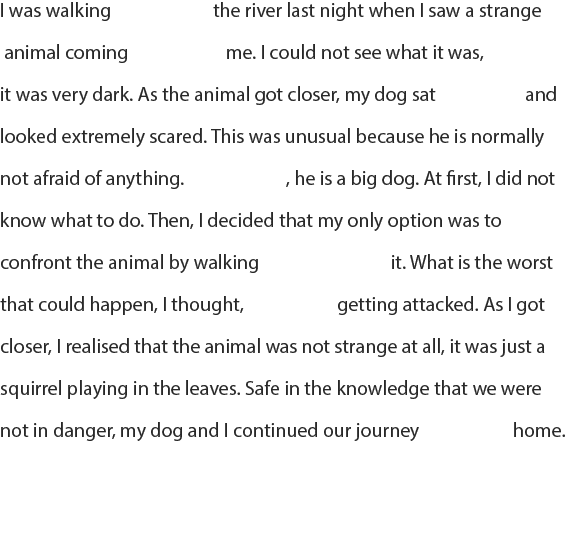 I was walking the river last night when I saw a strange
animal coming me. I could not see what it was,
it was very dark. As the animal got closer, my dog sat and
looked extremely scared. This was unusual because he is normally
not afraid of anything. , he is a big dog. At first, I did not
know what to do. Then, I decided that my only option was to
confront the animal by walking it. What is the worst
that could happen, I thought, getting attacked. As I got
closer, I realised that the animal was not strange at all, it was just a
squirrel playing in the leaves. Safe in the knowledge that we were
not in danger, my dog and I continued our journey home.